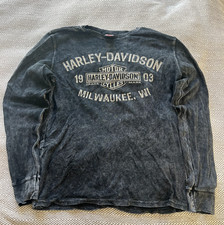 HARLEY-DAVIDSON
MOTOR
19 HARLEY-DAVIDSON 03
CYCLES
MILWAUKEE, WI